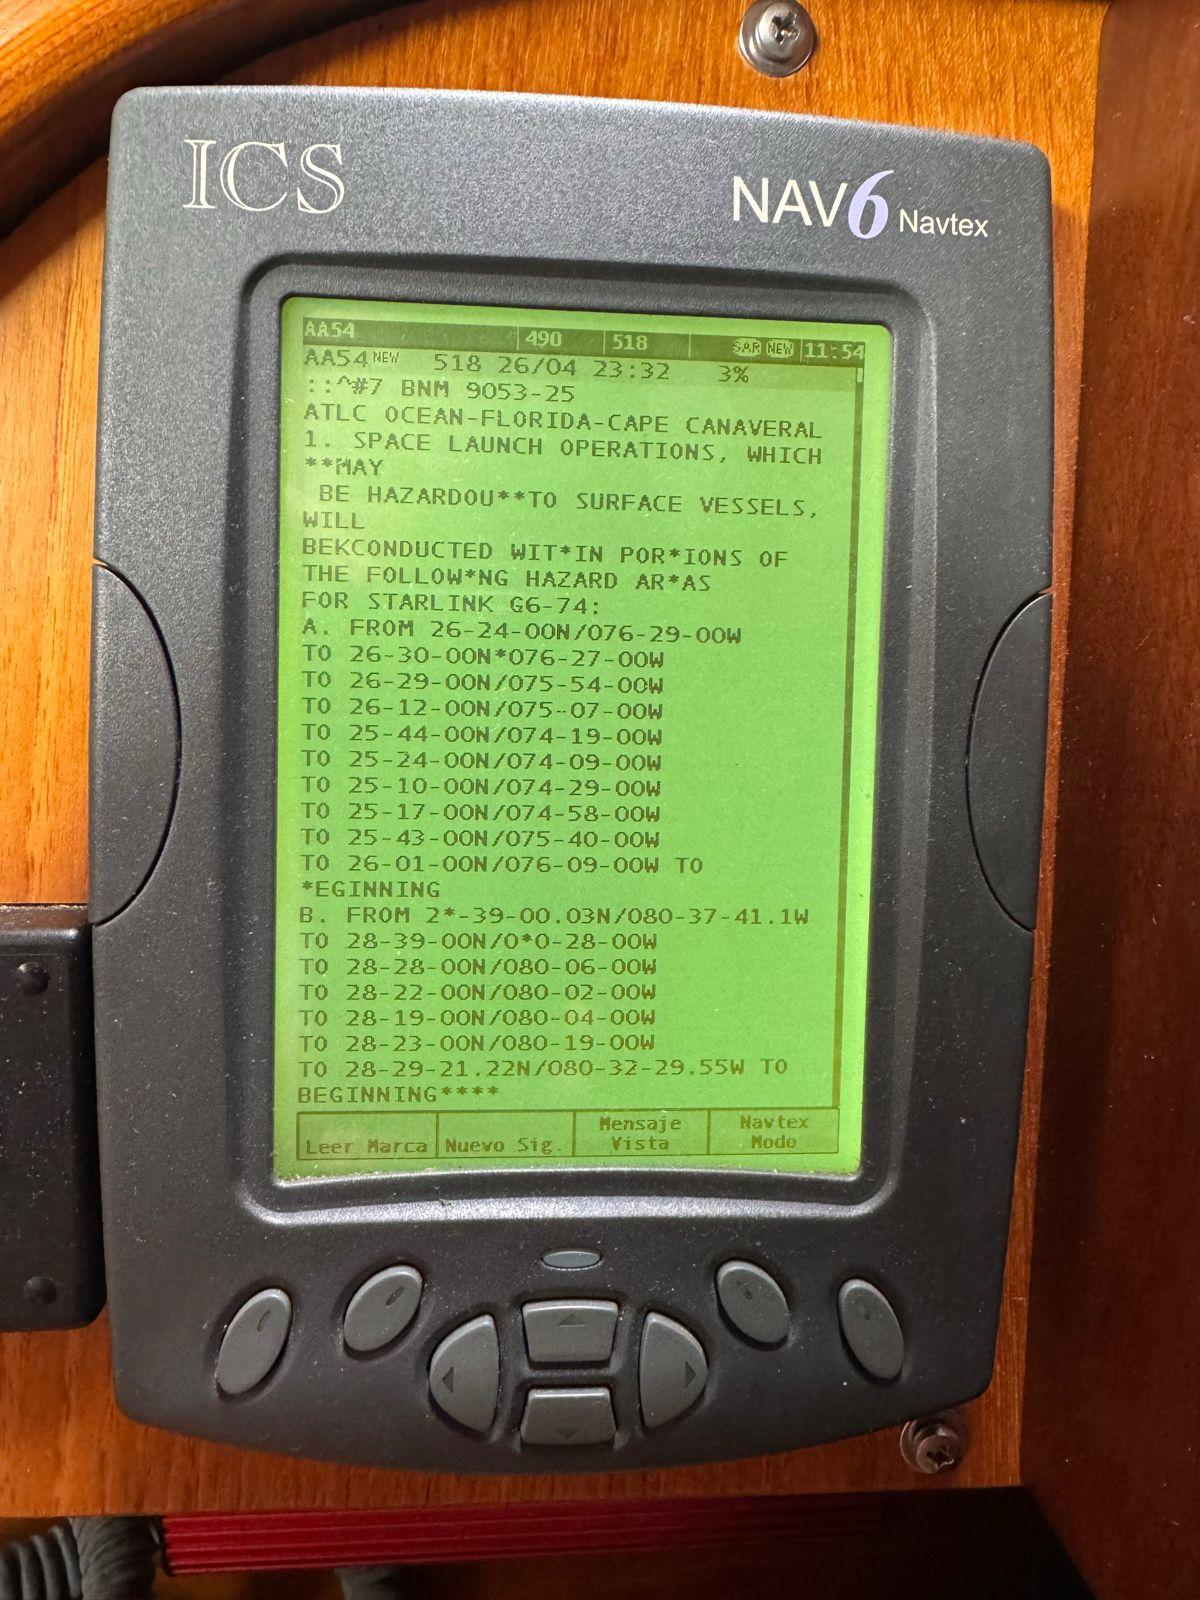 ICS
NAV6 Navtex
AA54 490 518 SAR NEW 11:54
AA54 NEW 518 26/04 23:32 3%
::^#7 BNM 9053-25
ATLC OCEAN-FLORIDA-CAPE CANAVERAL
1. SPACE LAUNCH OPERATIONS, WHICH
**MAY
BE HAZARDOU**TO SURFACE VESSELS,
WILL
BEKCONDUCTED WIT*IN POR*IONS OF
THE FOLLOW*NG HAZARD AR*AS
FOR STARLINK G6-74:
A. FROM 26-24-00N/076-29-00W
TO 26-30-00N*076-27-00W
TO 26-29-00N/075-54-00W
TO 26-12-00N/075-07-00W
TO 25-44-00N/074-19-00W
TO 25-24-00N/074-09-00W
TO 25-10-00N/074-29-00W
TO 25-17-00N/074-58-00W
TO 25-43-00N/075-40-00W
TO 26-01-00N/076-09-00W TO
*EGINNING
B. FROM 2*-39-00.03N/080-37-41.1W
TO 28-39-00N/0*0-28-00W
TO 28-28-00N/080-06-00W
TO 28-22-00N/080-02-00W
TO 28-19-00N/080-04-00W
TO 28-23-00N/080-19-00W
TO 28-29-21.22N/080-32-29.55W TO
BEGINNING****
Leer Marca
Nuevo Sig.
Mensaje
Vista
Navtex
Modo